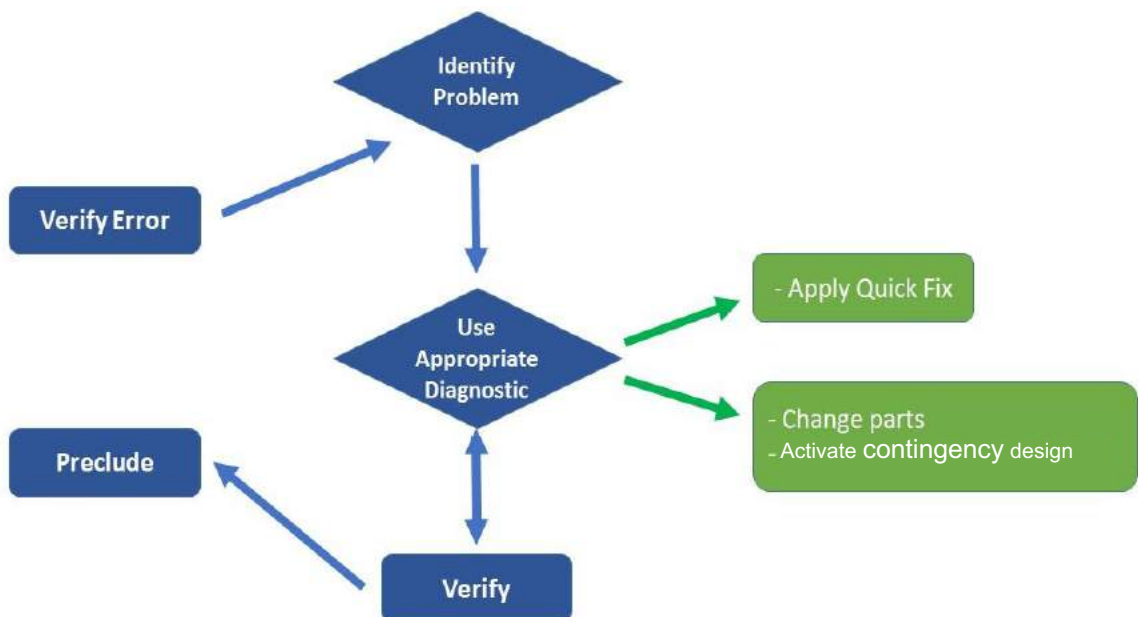 Identify
Problem
Verify Error
Use
Appropriate
Diagnostic
- Apply Quick Fix
- Change parts
- Activate contingency design
Preclude
Verify